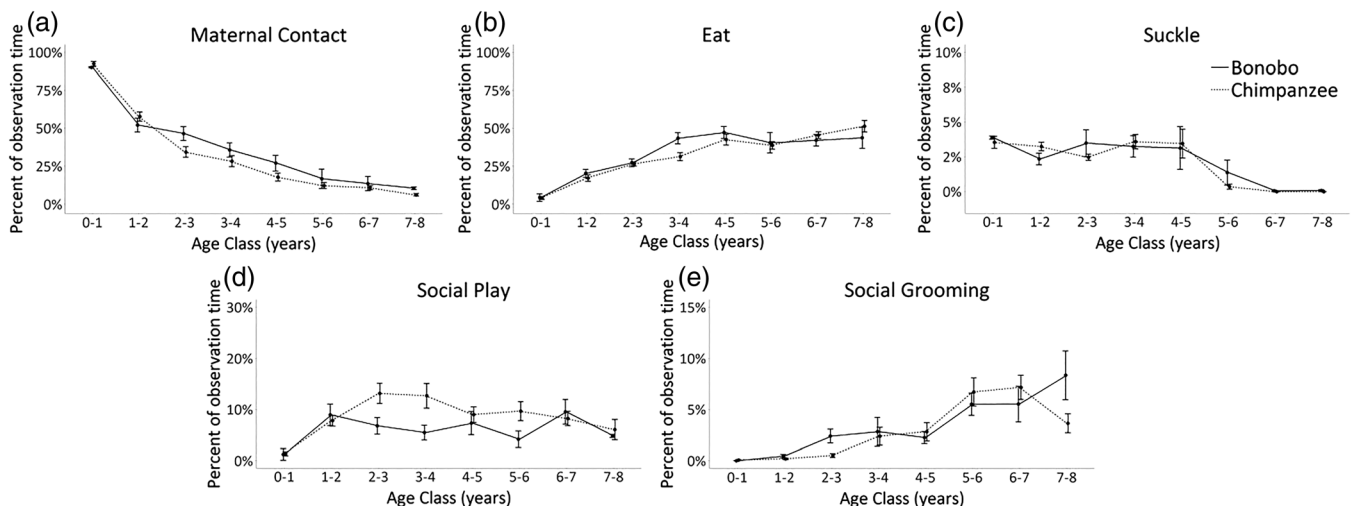 (a)
Maternal Contact
Percent of observation time
100%
75%
50%
25%
0%
0-1 1-2 2-3 3-4 4-5 5-6 6-7 7-8
Age Class (years)
(b)
Eat
Percent of observation time
100%
75%
50%
25%
0%
0-1 1-2 2-3 3-4 4-5 5-6 6-7 7-8
Age Class (years)
(c)
Suckle
Percent of observation time
10%
8%
5%
2%
0%
Bonobo
Chimpanzee
0-1 1-2 2-3 3-4 4-5 5-6 6-7 7-8
Age Class (years)
(d)
Social Play
Percent of observation time
30%
20%
10%
0%
0-1 1-2 2-3 3-4 4-5 5-6 6-7 7-8
Age Class (years)
(e)
Social Grooming
Percent of observation time
15%
10%
5%
0%
0-1 1-2 2-3 3-4 4-5 5-6 6-7 7-8
Age Class (years)